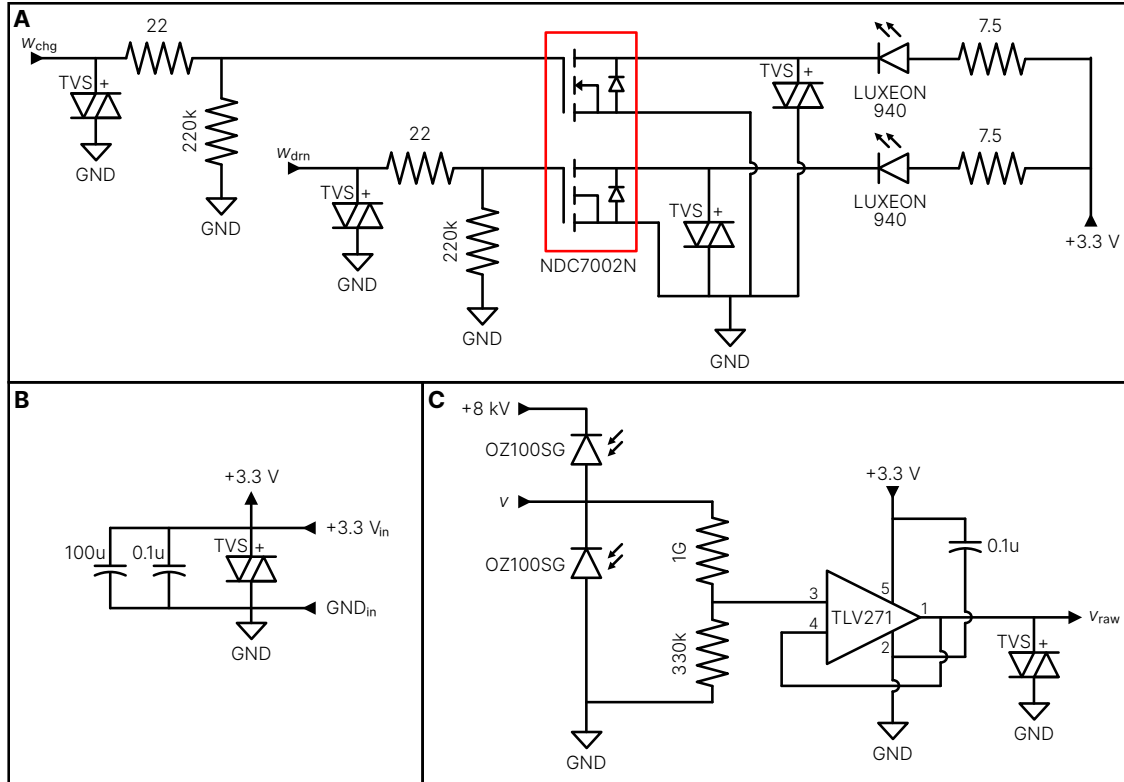 A
w_chg
22
TVS +
GND
220k
GND
w_drn
22
TVS +
GND
220k
GND
NDC7002N
TVS +
TVS +
GND
LUXEON
940
7.5
LUXEON
940
7.5
+3.3 V
B
+3.3 V
+3.3 V_in
100u
0.1u
TVS +
GND_in
GND
C
+8 kV
OZ100SG
v
OZ100SG
1G
330k
GND
+3.3 V
0.1u
3
4
5
TLV271
1
2
GND
v_raw
TVS +
GND